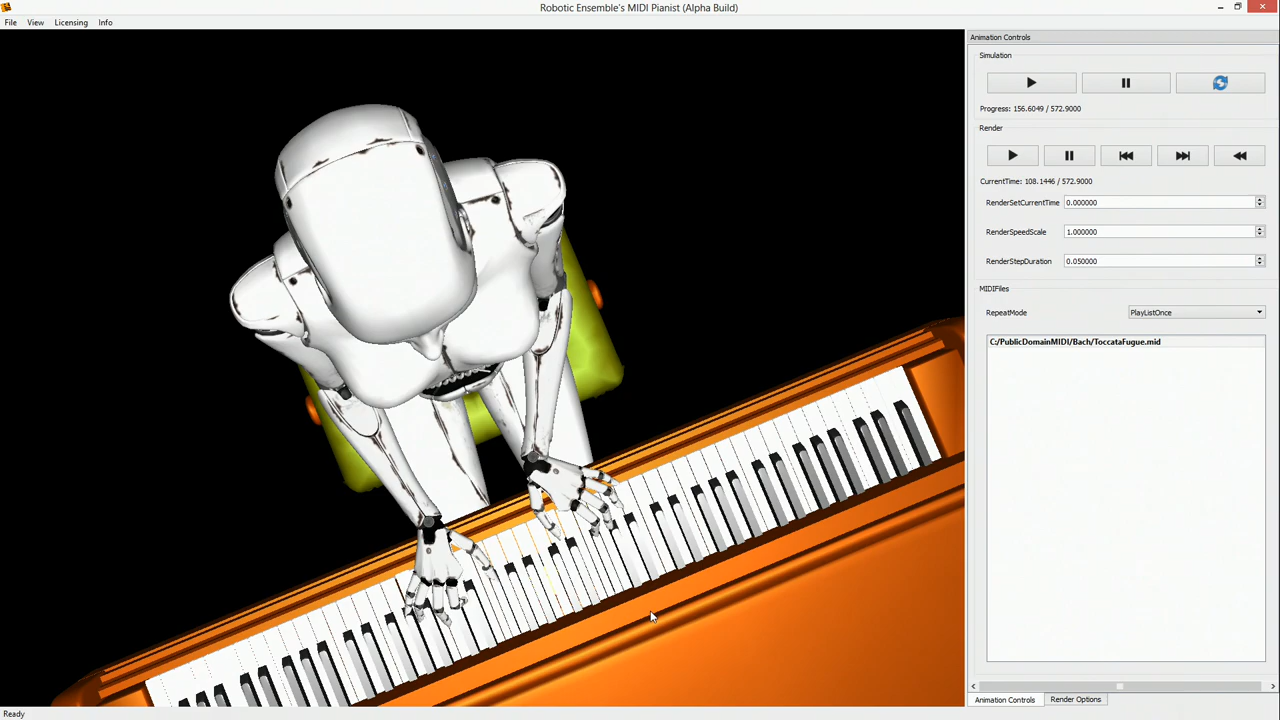 Robotic Ensemble's MIDI Pianist (Alpha Build)
File View Licensing Info
Animation Controls
Simulation
Progress: 156.6049 / 572.9000
Render
CurrentTime: 108.1446 / 572.9000
RenderSetCurrentTime 0.000000
RenderSpeedScale 1.000000
RenderStepDuration 0.050000
MIDIFiles
RepeatMode PlayListOnce
C:/PublicDomainMIDI/Bach/ToccataFugue.mid
Animation Controls Render Options
Ready